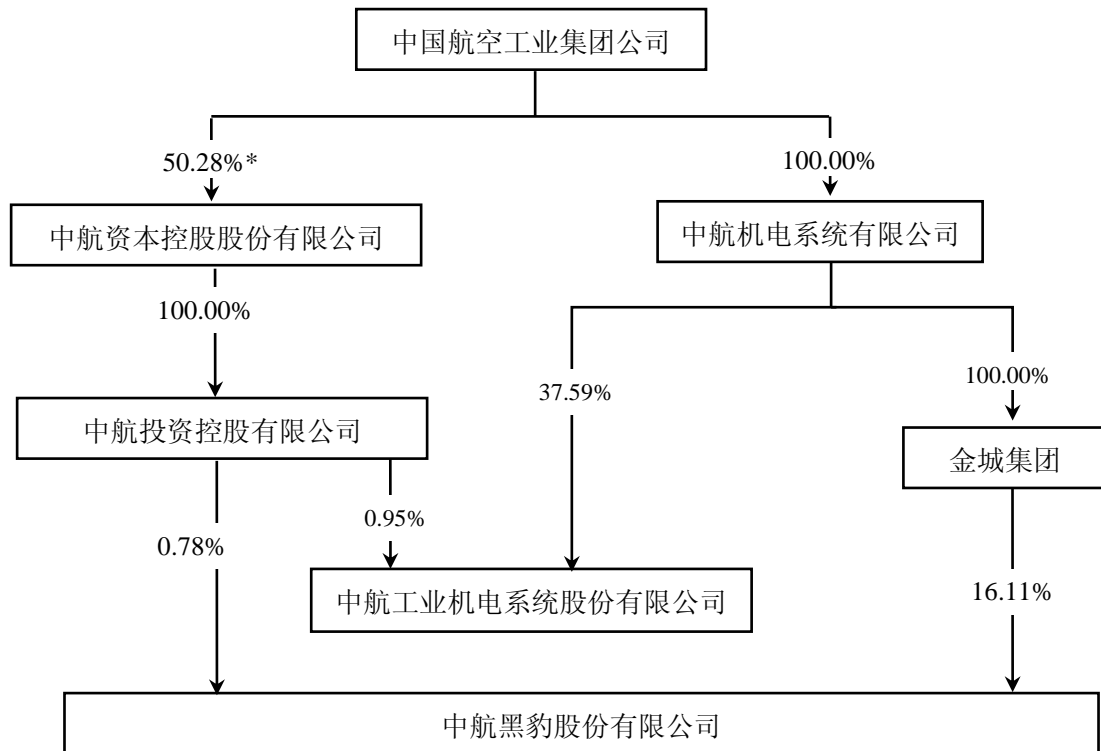 中国航空工业集团公司
50.28%*
100.00%
中航资本控股股份有限公司
中航机电系统有限公司
100.00%
37.59%
100.00%
中航投资控股有限公司
金城集团
0.95%
0.78%
16.11%
中航工业机电系统股份有限公司
中航黑豹股份有限公司